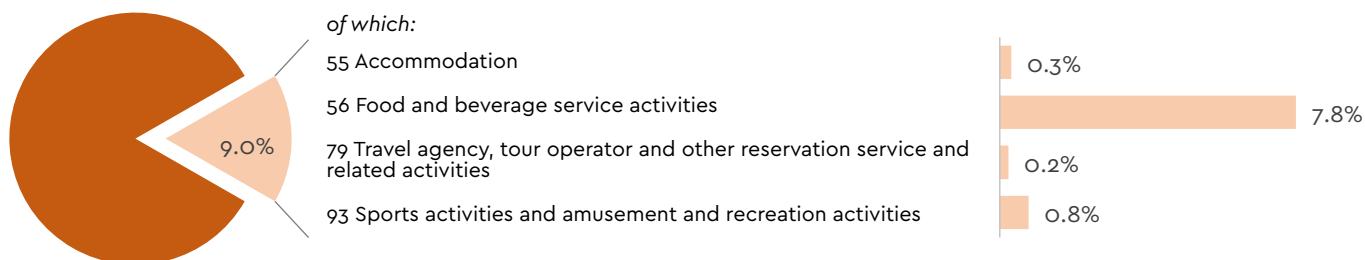 of which:
55 Accommodation
0.3%
56 Food and beverage service activities
7.8%
9.0%
79 Travel agency, tour operator and other reservation service and
related activities
0.2%
93 Sports activities and amusement and recreation activities
0.8%